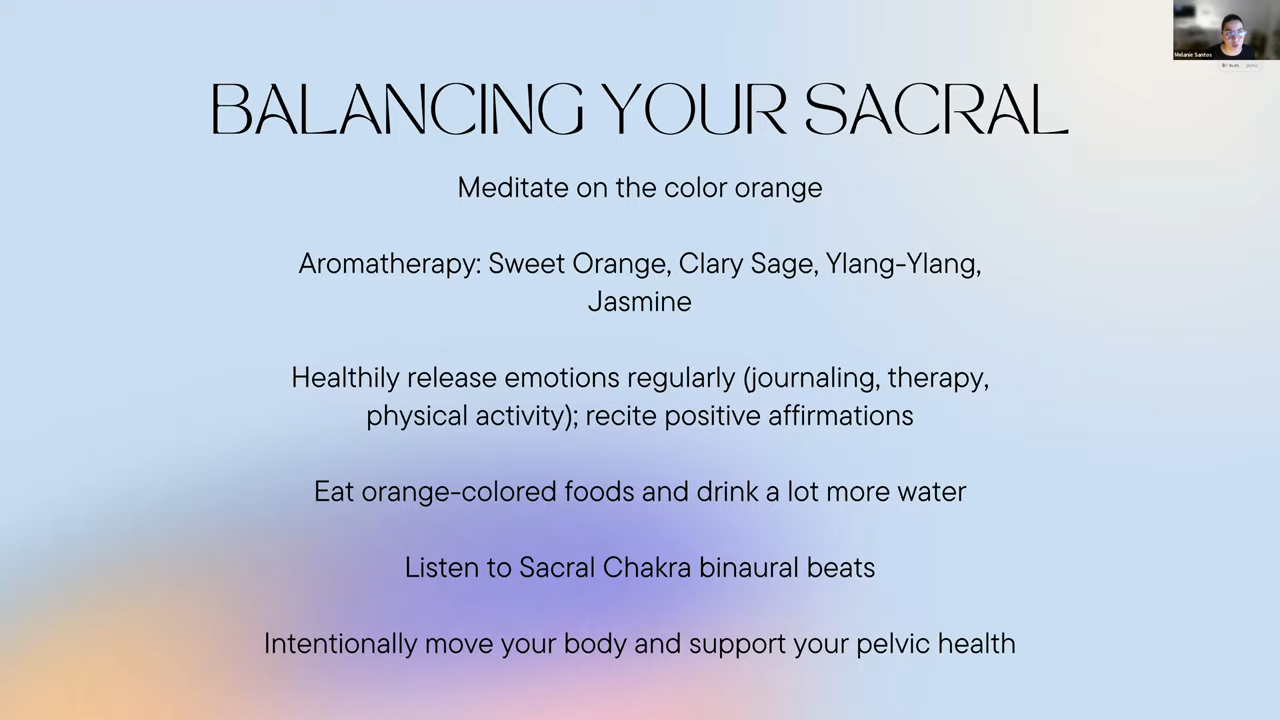 BALANCING YOUR SACRAL
Meditate on the color orange
Aromatherapy: Sweet Orange, Clary Sage, Ylang-Ylang,
Jasmine
Healthily release emotions regularly (journaling, therapy,
physical activity); recite positive affirmations
Eat orange-colored foods and drink a lot more water
Listen to Sacral Chakra binaural beats
Intentionally move your body and support your pelvic health
Melanie Santos